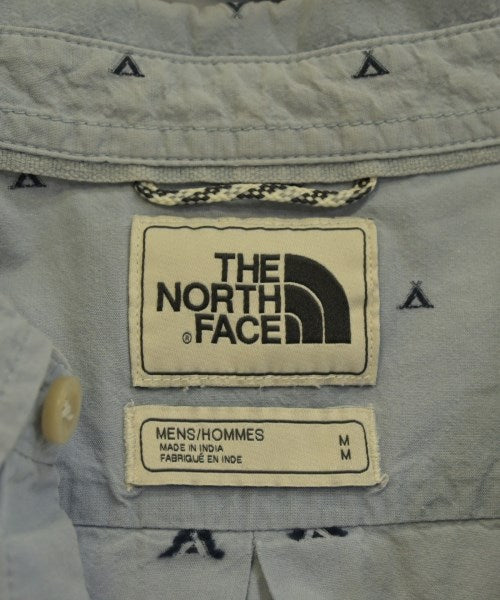 THE
NORTH
® FACE
MENS/HOMMES M
MADE IN INDIA M
FABRIQUÉ EN INDE